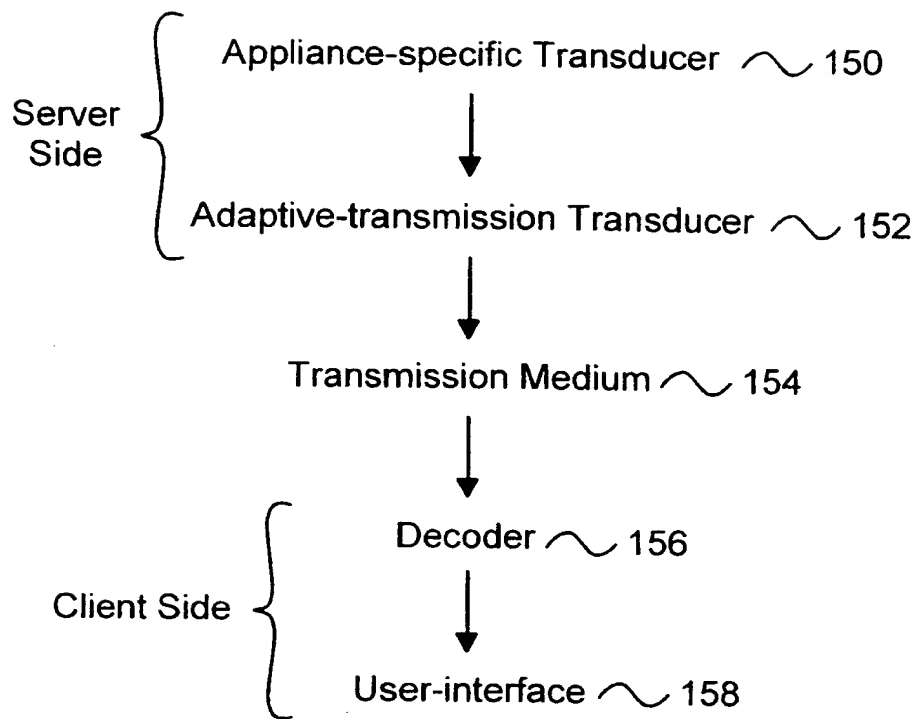 Appliance-specific Transducer 150
Server
Side
Adaptive-transmission Transducer 152
Transmission Medium 154
Decoder 156
Client Side
User-interface 158